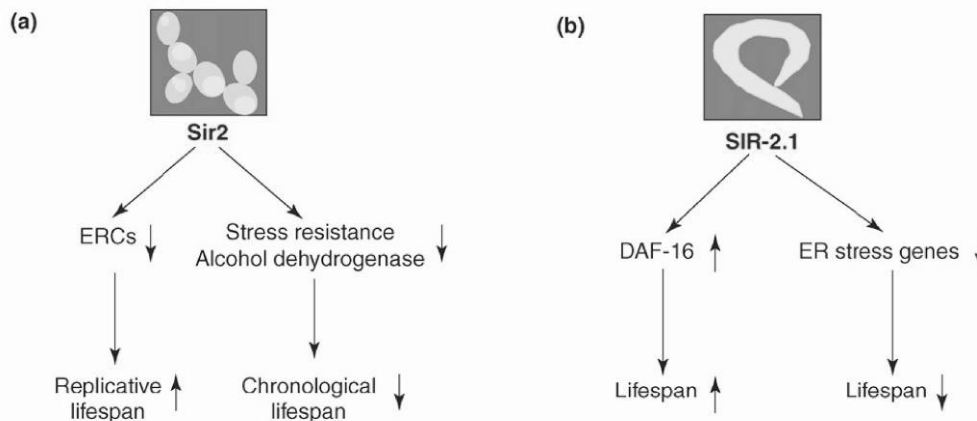 (a)
Sir2
ERCs
Stress resistance
Alcohol dehydrogenase
Replicative
lifespan
Chronological
lifespan
(b)
SIR-2.1
DAF-16
ER stress genes
Lifespan
Lifespan